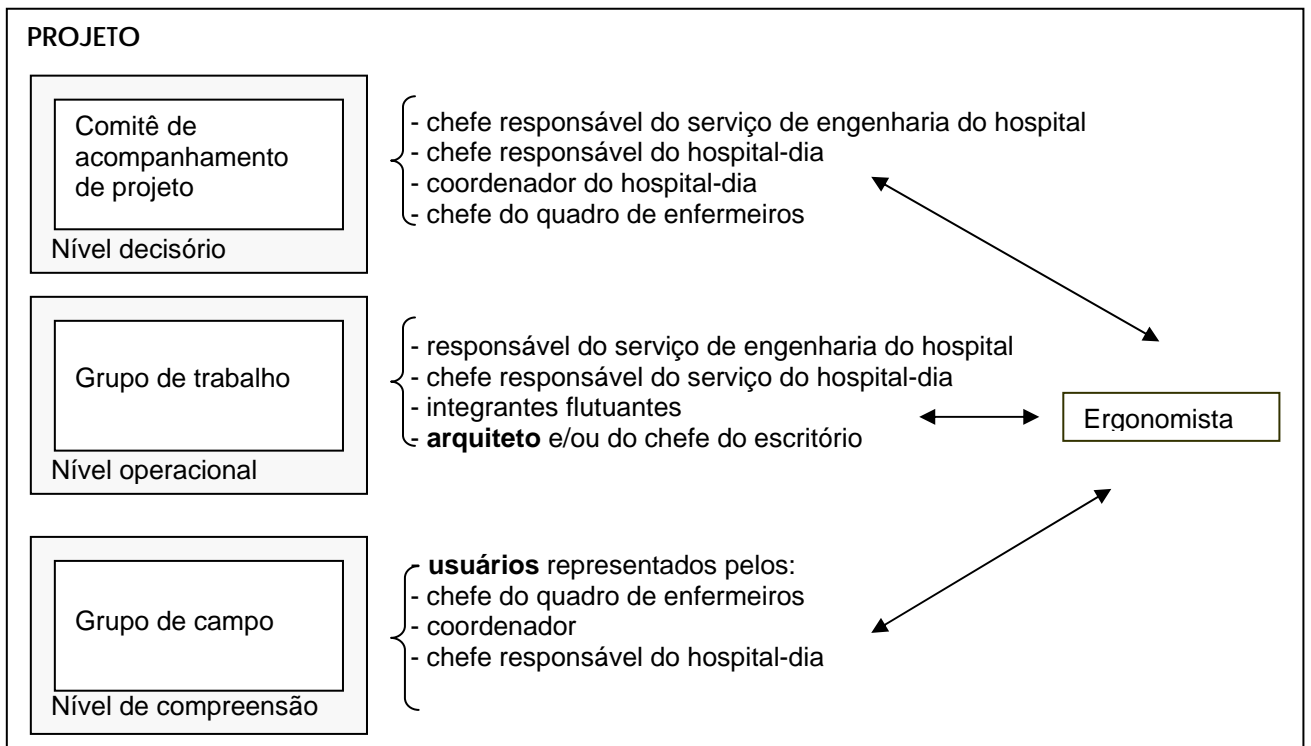 PROJETO
Comitê de
acompanhamento
de projeto
Nível decisório
- chefe responsável do serviço de engenharia do hospital
- chefe responsável do hospital-dia
- coordenador do hospital-dia
- chefe do quadro de enfermeiros
Grupo de trabalho
Nível operacional
- responsável do serviço de engenharia do hospital
- chefe responsável do serviço do hospital-dia
- integrantes flutuantes
- arquiteto e/ou do chefe do escritório
Ergonomista
Grupo de campo
Nível de compreensão
- usuários representados pelos:
- chefe do quadro de enfermeiros
- coordenador
- chefe responsável do hospital-dia